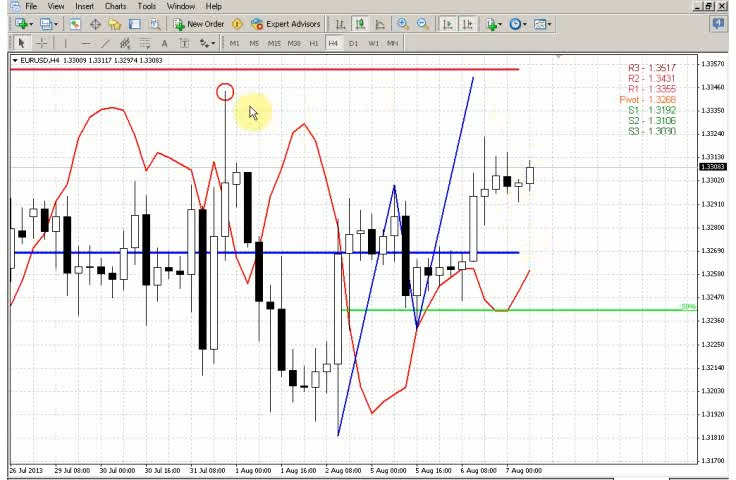 File View Insert Charts Tools Window Help
New Order Expert Advisors
A T M1 M5 M15 M30 H1 H4 D1 W1 MN
EURUSD,H4 1.33009 1.33117 1.32974 1.33083
R3 - 1.3517
R2 - 1.3431
R1 - 1.3355
Pivot - 1.3268
S1 - 1.3192
S2 - 1.3106
S3 - 1.3030
1.33570
1.33460
1.33350
1.33240
1.33130
1.33083
1.33020
1.32910
1.32800
1.32690
1.32580
1.32470
50%
1.32360
1.32250
1.32140
1.32030
1.31920
1.31810
1.31700
26 Jul 2013 29 Jul 08:00 30 Jul 00:00 30 Jul 16:00 31 Jul 08:00 1 Aug 00:00 1 Aug 16:00 2 Aug 08:00 5 Aug 00:00 5 Aug 16:00 6 Aug 08:00 7 Aug 00:00